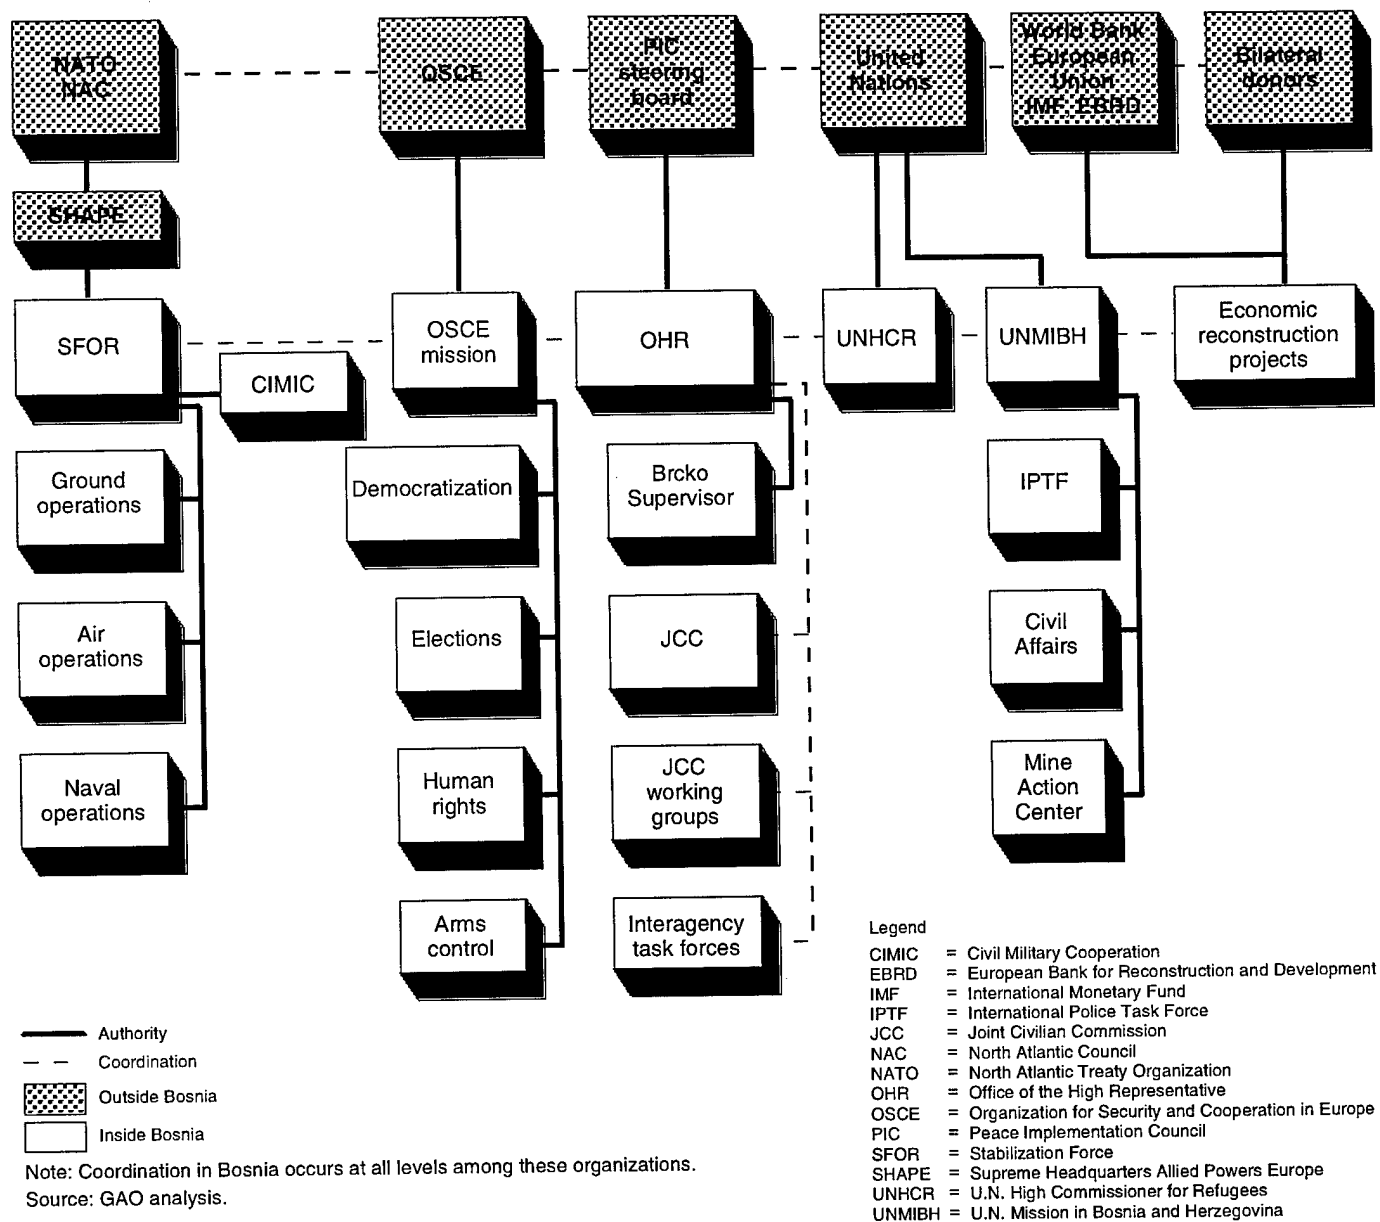 NATO
NAC
OSCE
PIC
steering
board
United
Nations
World Bank
European
Union
IMF, EBRD
Bilateral
donors
SHAPE
SFOR
CIMIC
OSCE
mission
OHR
UNHCR
UNMIBH
Economic
reconstruction
projects
Ground
operations
Democratization
Brcko
Supervisor
IPTF
Air
operations
Elections
JCC
Civil
Affairs
Naval
operations
Human
rights
JCC
working
groups
Mine
Action
Center
Arms
control
Interagency
task forces
Authority
Coordination
Outside Bosnia
Inside Bosnia
Note: Coordination in Bosnia occurs at all levels among these organizations.
Source: GAO analysis.
Legend
CIMIC = Civil Military Cooperation
EBRD = European Bank for Reconstruction and Development
IMF = International Monetary Fund
IPTF = International Police Task Force
JCC = Joint Civilian Commission
NAC = North Atlantic Council
NATO = North Atlantic Treaty Organization
OHR = Office of the High Representative
OSCE = Organization for Security and Cooperation in Europe
PIC = Peace Implementation Council
SFOR = Stabilization Force
SHAPE = Supreme Headquarters Allied Powers Europe
UNHCR = U.N. High Commissioner for Refugees
UNMIBH = U.N. Mission in Bosnia and Herzegovina